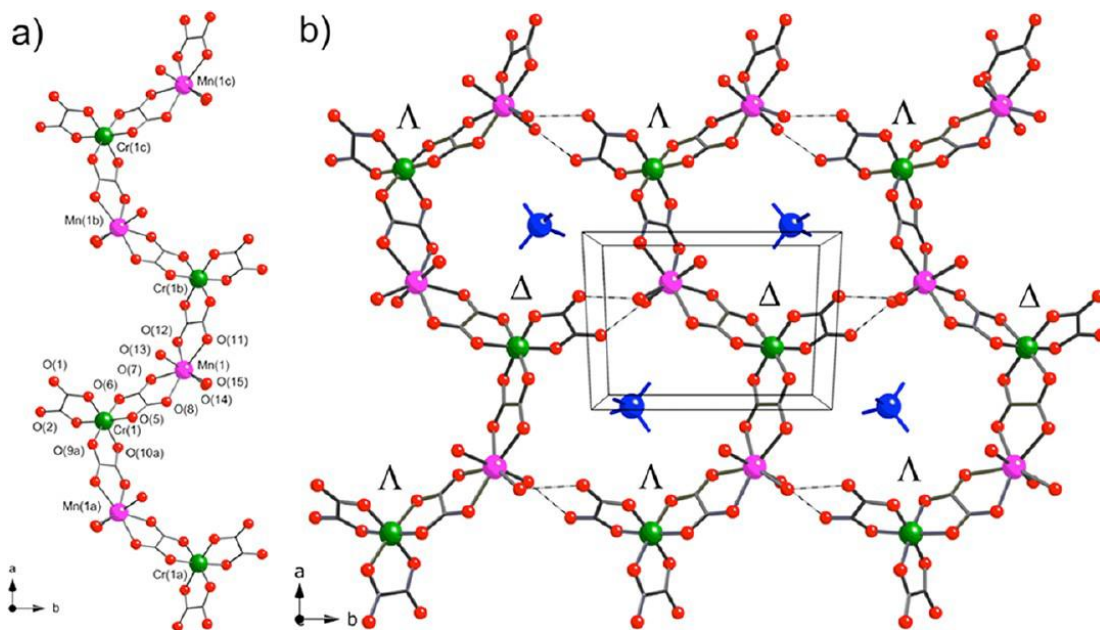 a)
Mn(1c)
Cr(1c)
Mn(1b)
Cr(1b)
O(12)
O(11)
O(13)
Mn(1)
O(1)
O(7)
O(15)
O(6)
O(14)
O(8)
O(2)
O(5)
Cr(1)
O(9a)
O(10a)
Mn(1a)
Cr(1a)
a
b
b)
Λ
Λ
Λ
Δ
Δ
Λ
Λ
Λ
a
c
b